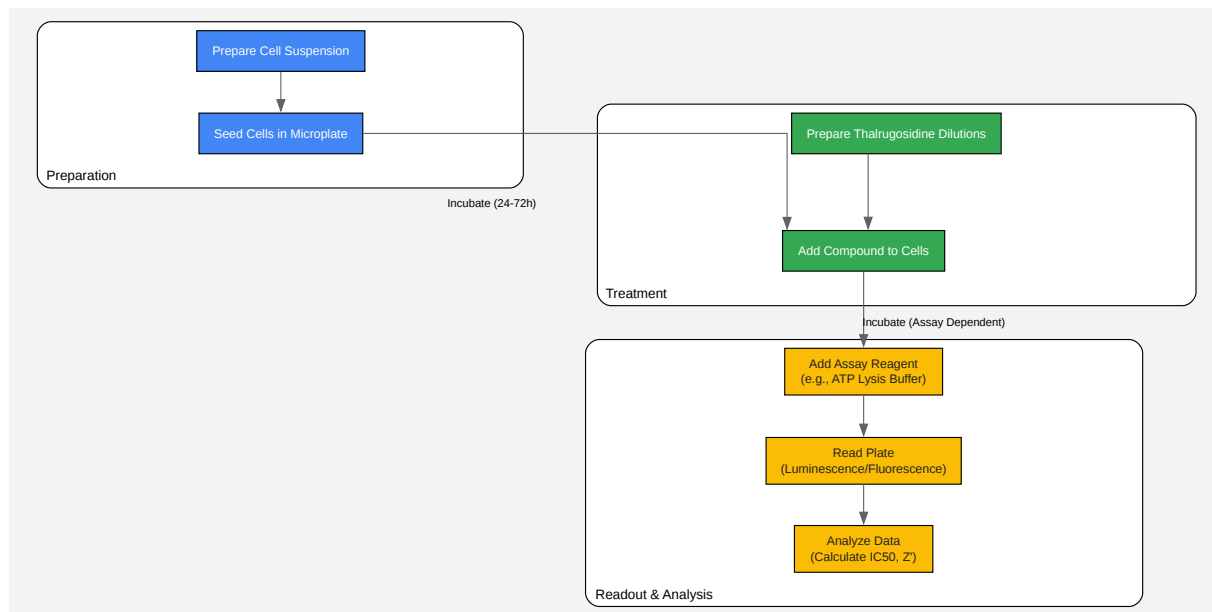 Prepare Cell Suspension
Seed Cells in Microplate
Preparation
Incubate (24-72h)
Prepare Thalrugosidine Dilutions
Add Compound to Cells
Treatment
Incubate (Assay Dependent)
Add Assay Reagent
(e.g., ATP Lysis Buffer)
Read Plate
(Luminescence/Fluorescence)
Analyze Data
(Calculate IC50, Z')
Readout & Analysis